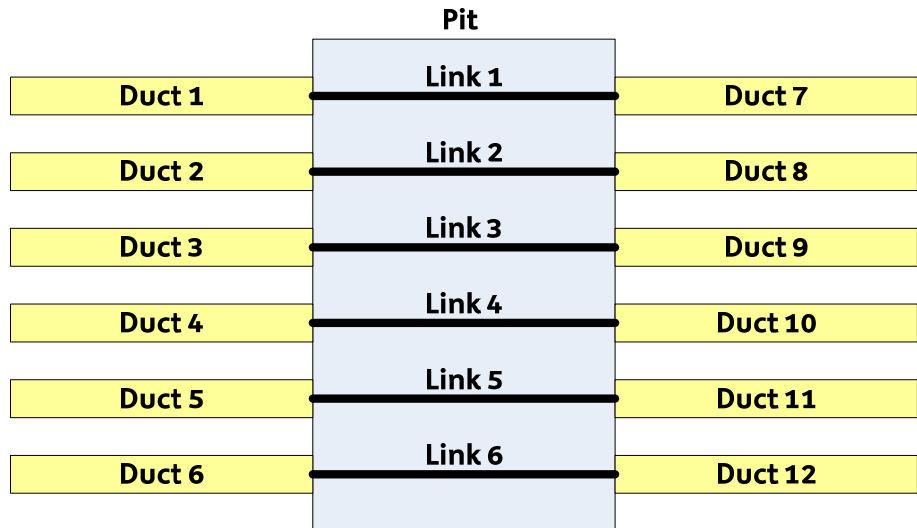 Pit
Link 1
Duct 1
Duct 7
Link 2
Duct 2
Duct 8
Link 3
Duct 3
Duct 9
Link 4
Duct 4
Duct 10
Link 5
Duct 5
Duct 11
Link 6
Duct 6
Duct 12